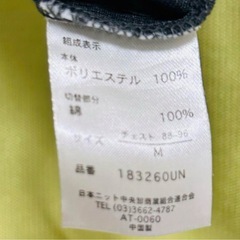 組成表示
本体
ポリエステル 100%
切替部分
綿 100%
サイズ チェスト 88-96
M
品番 183260UN
日本ニット中央卸商業組合連合会
TEL (03)3662-4787
AT-0060
中国製